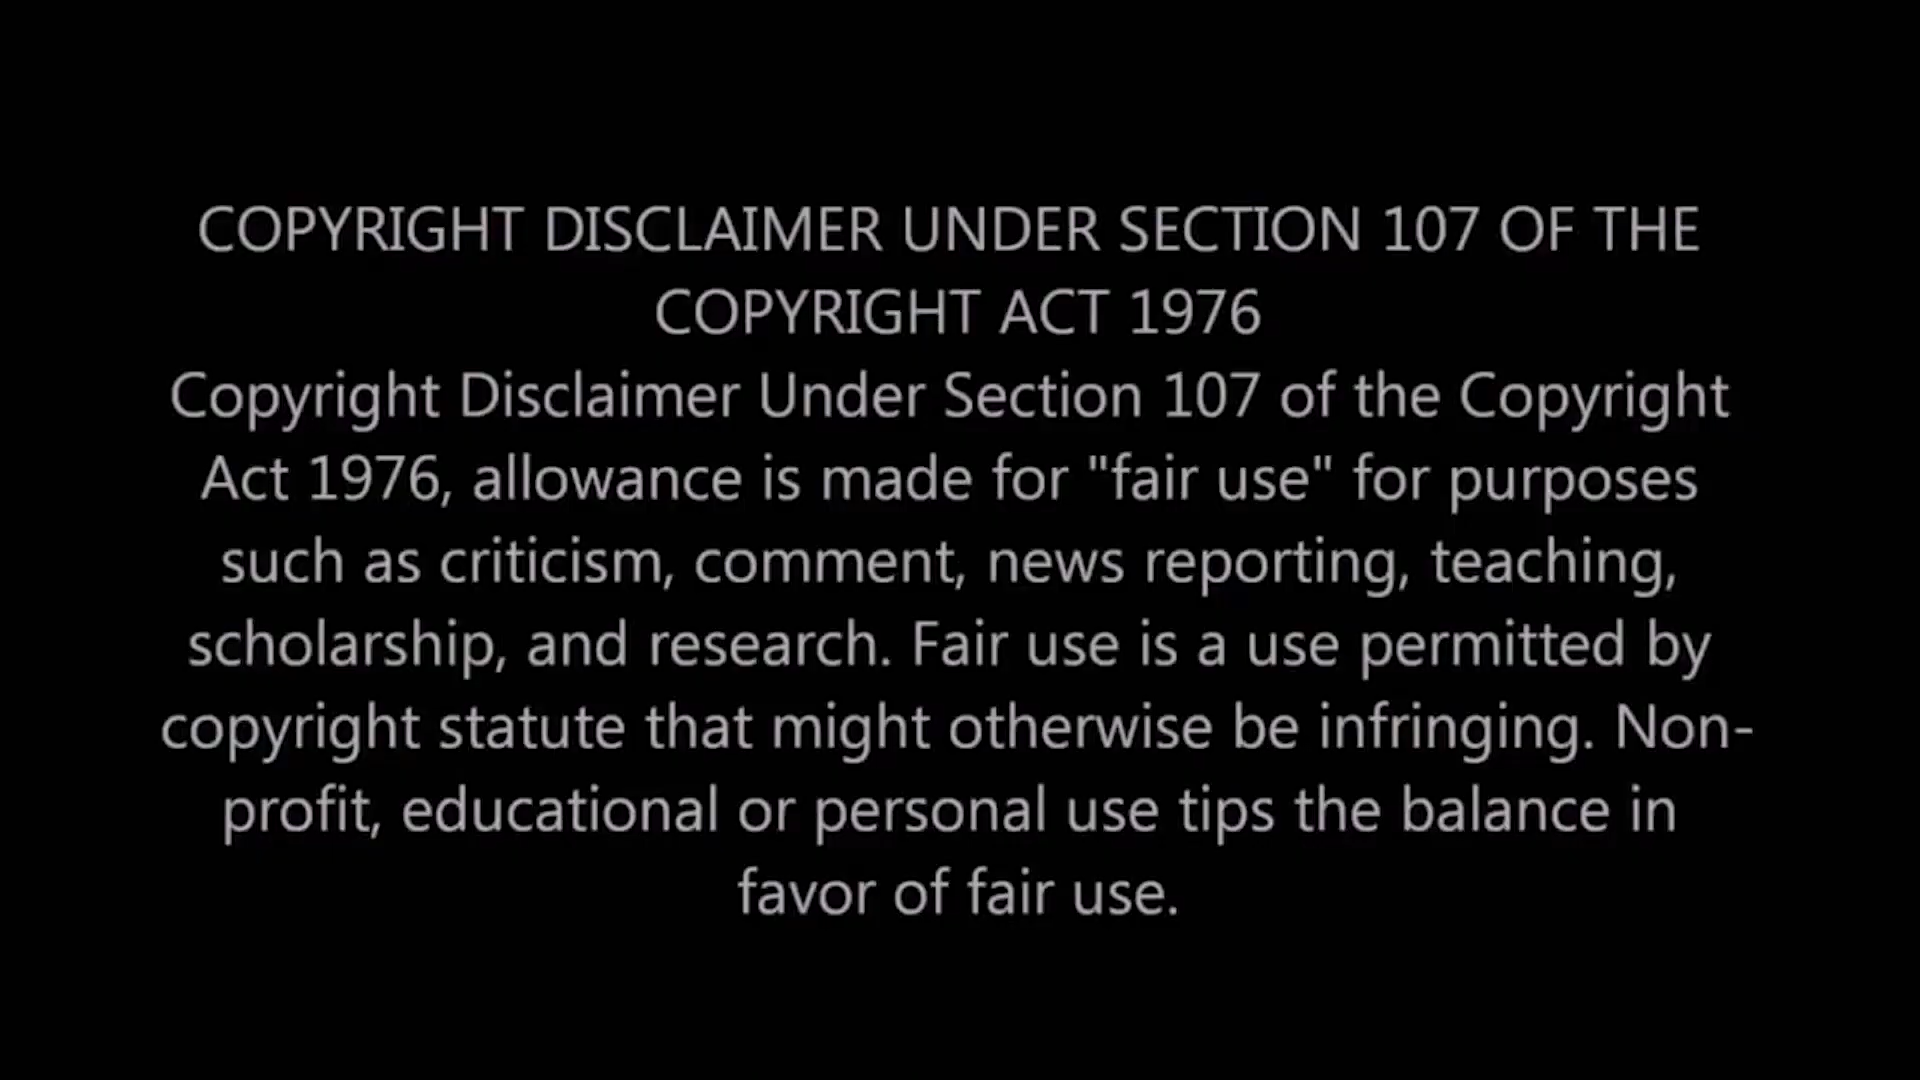 COPYRIGHT DISCLAIMER UNDER SECTION 107 OF THE
COPYRIGHT ACT 1976
Copyright Disclaimer Under Section 107 of the Copyright
Act 1976, allowance is made for "fair use" for purposes
such as criticism, comment, news reporting, teaching,
scholarship, and research. Fair use is a use permitted by
copyright statute that might otherwise be infringing. Non-
profit, educational or personal use tips the balance in
favor of fair use.